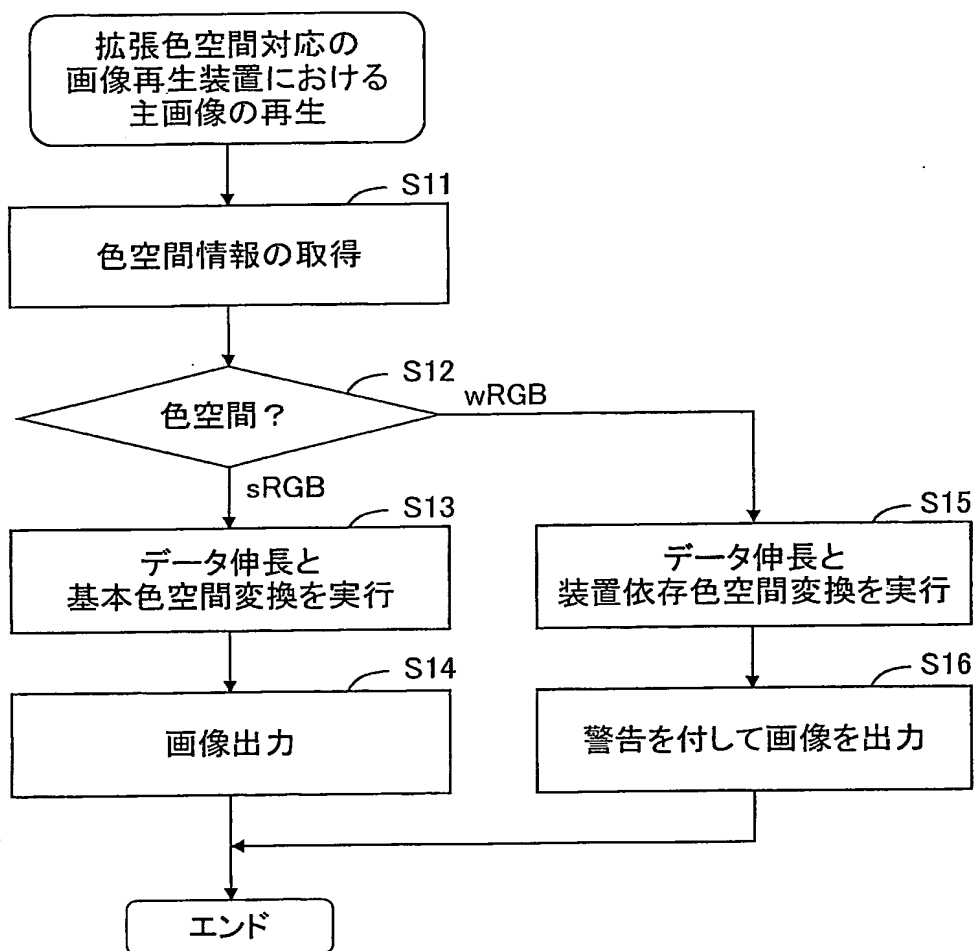 拡張色空間対応の
画像再生装置における
主画像の再生
S11
色空間情報の取得
S12
色空間？
wRGB
sRGB
S13
データ伸長と
基本色空間変換を実行
S15
データ伸長と
装置依存色空間変換を実行
S14
画像出力
S16
警告を付して画像を出力
エンド